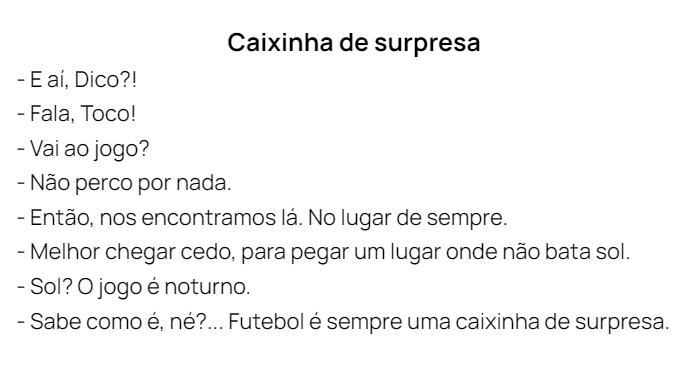 Caixinha de surpresa
- E aí, Dico?!
- Fala, Toco!
- Vai ao jogo?
- Não perco por nada.
- Então, nos encontramos lá. No lugar de sempre.
- Melhor chegar cedo, para pegar um lugar onde não bata sol.
- Sol? O jogo é noturno.
- Sabe como é, né?... Futebol é sempre uma caixinha de surpresa.